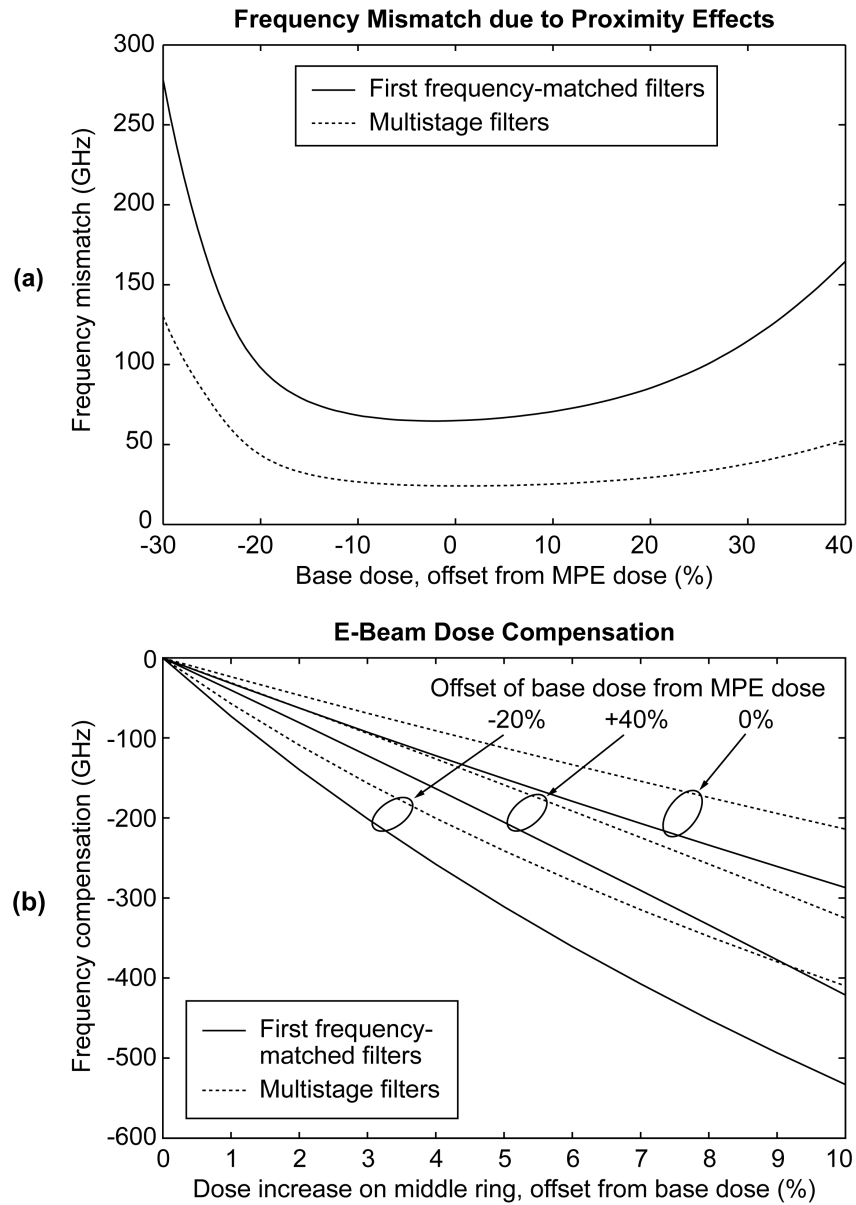 Frequency Mismatch due to Proximity Effects
300
250
200
150
100
50
0
Frequency mismatch (GHz)
(a)
First frequency-matched filters
Multistage filters
-30
-20
-10
0
10
20
30
40
Base dose, offset from MPE dose (%)
E-Beam Dose Compensation
0
-100
-200
-300
-400
-500
-600
Frequency compensation (GHz)
(b)
Offset of base dose from MPE dose
-20%
+40%
0%
First frequency-
matched filters
Multistage filters
0
1
2
3
4
5
6
7
8
9
10
Dose increase on middle ring, offset from base dose (%)